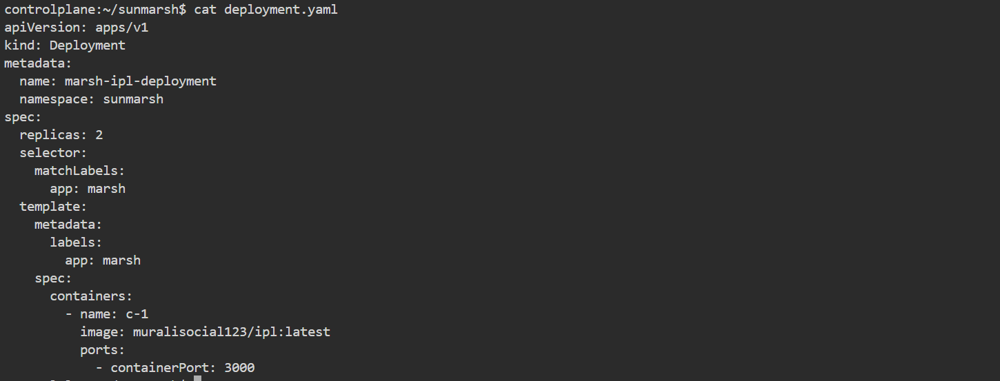 controlplane:~/sunmarsh$ cat deployment.yaml
apiVersion: apps/v1
kind: Deployment
metadata:
  name: marsh-ipl-deployment
  namespace: sunmarsh
spec:
  replicas: 2
  selector:
    matchLabels:
      app: marsh
  template:
    metadata:
      labels:
        app: marsh
    spec:
      containers:
        - name: c-1
          image: muralisocial123/ipl:latest
          ports:
            - containerPort: 3000